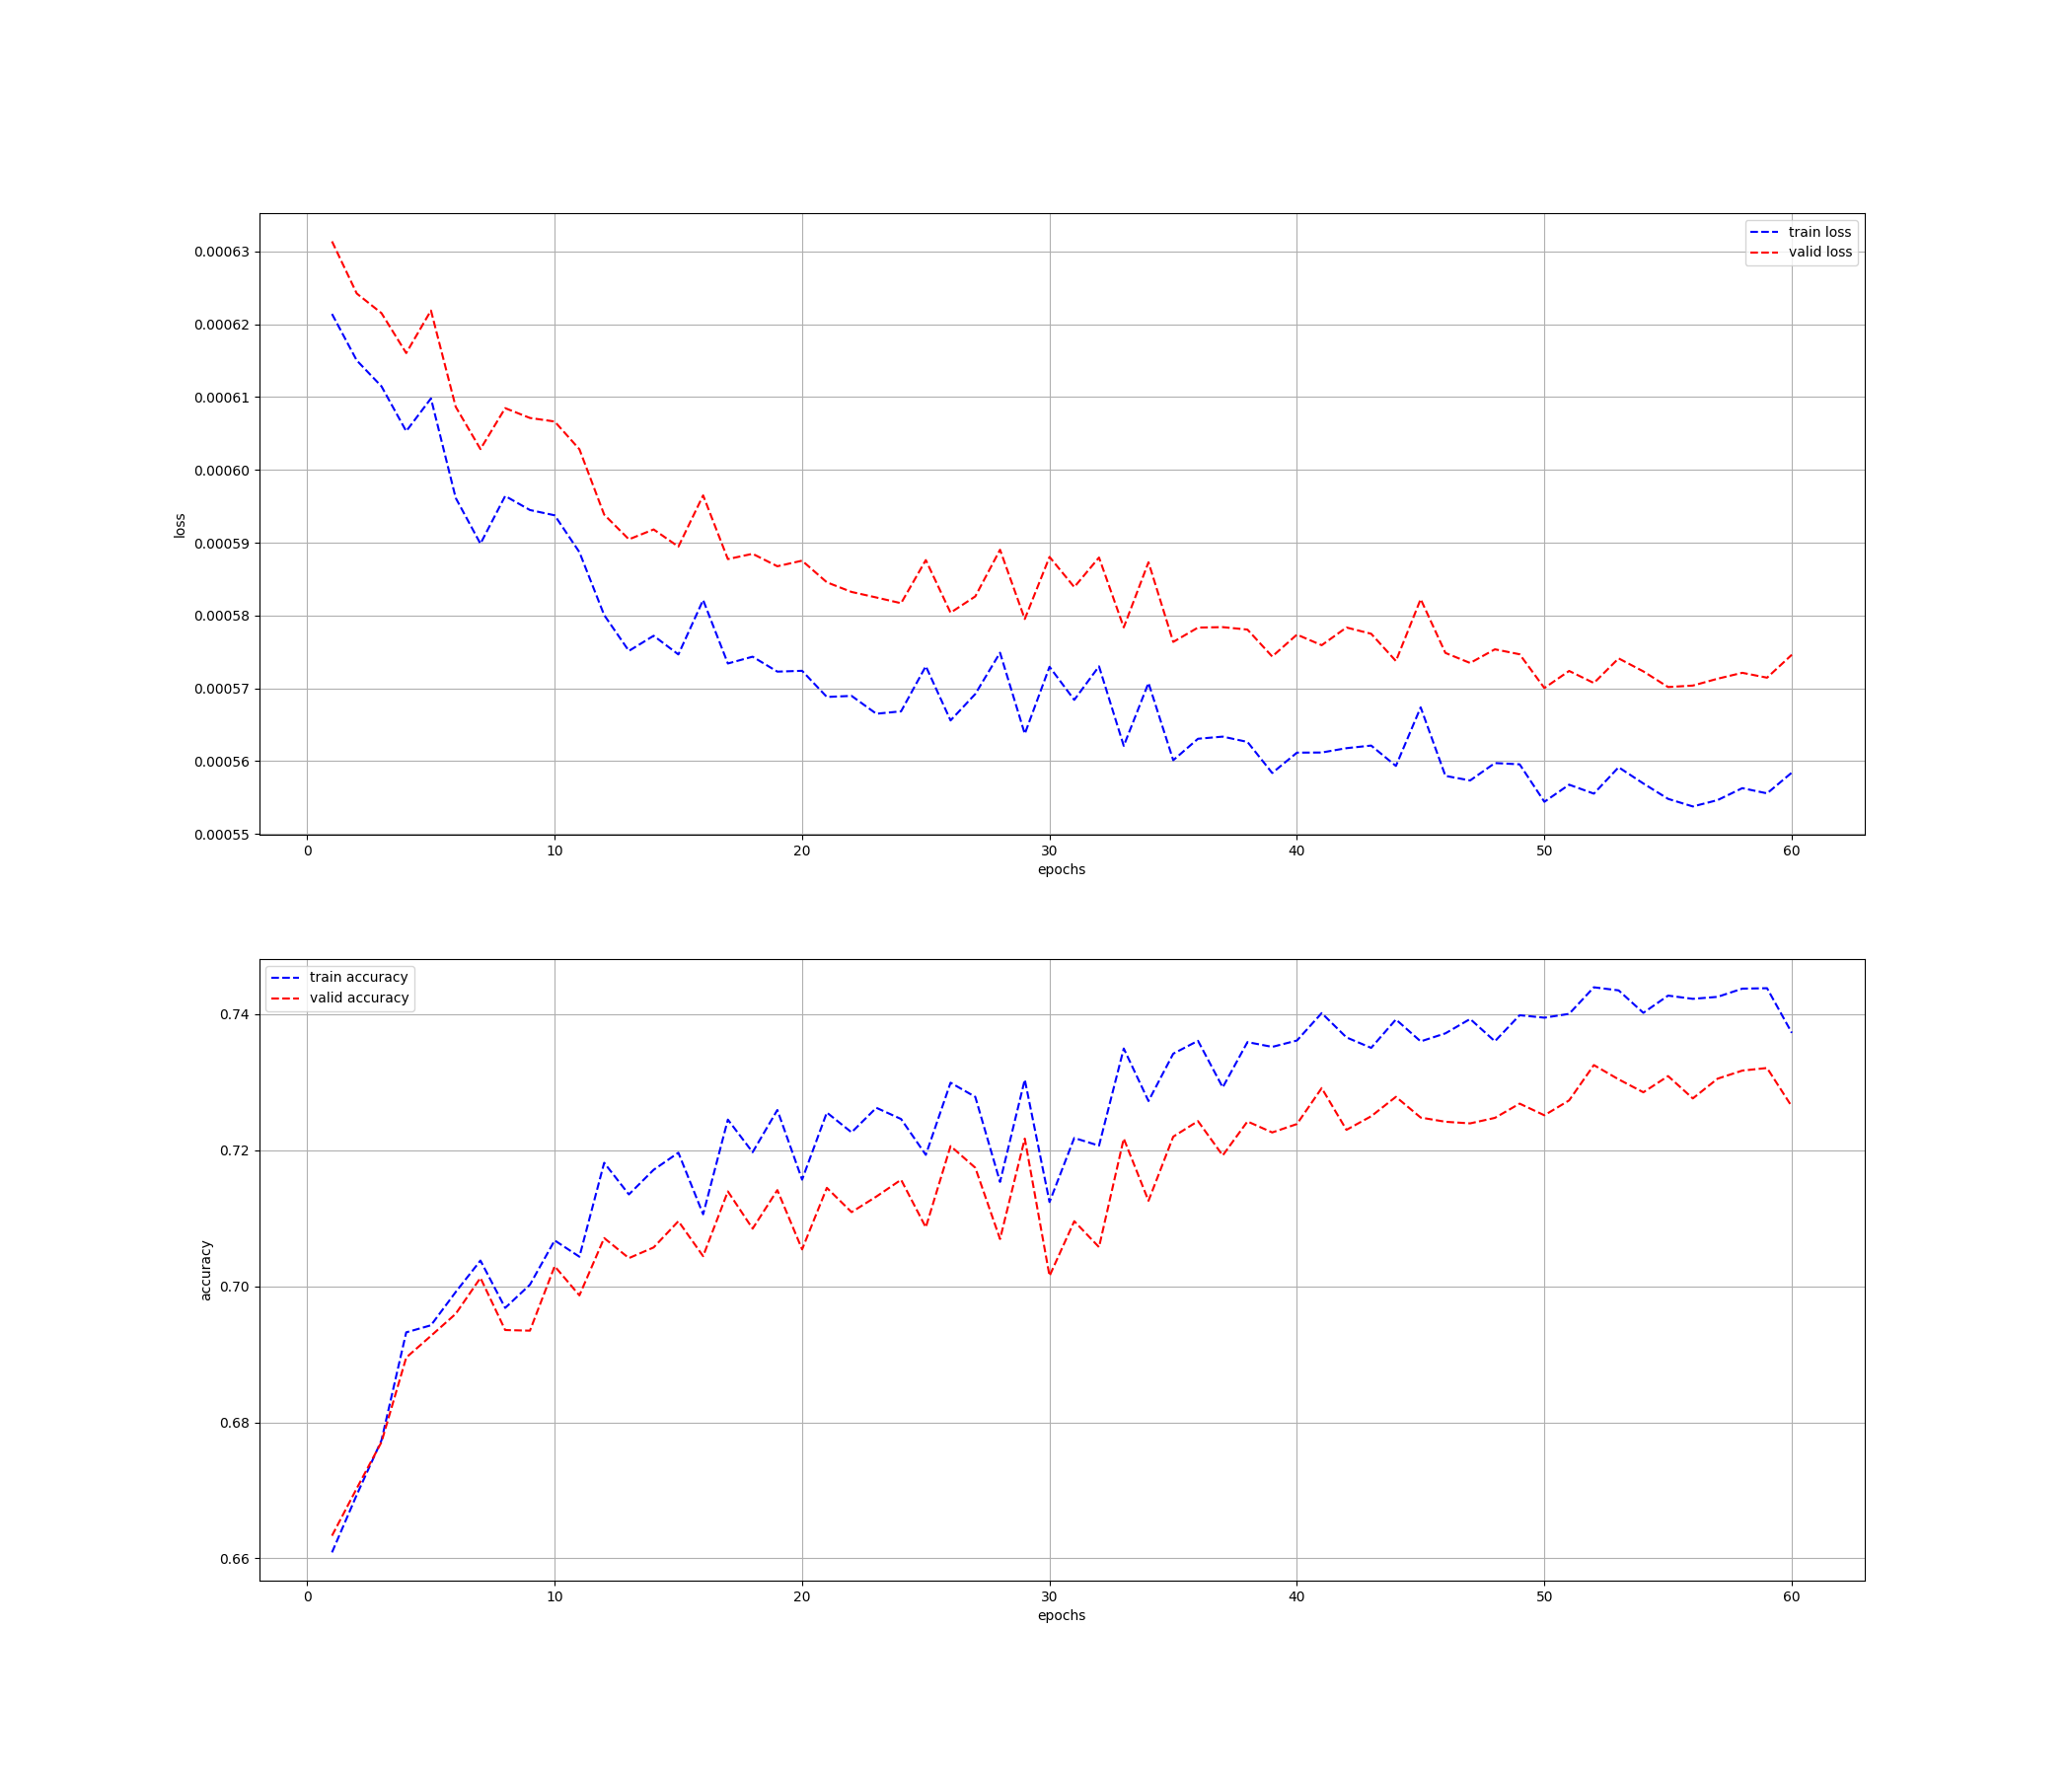 train loss
valid loss
0.00063
0.00062
0.00061
0.00060
0.00059
0.00058
0.00057
0.00056
0.00055
loss
0 10 20 30 40 50 60
epochs
train accuracy
valid accuracy
0.74
0.72
0.70
0.68
0.66
accuracy
0 10 20 30 40 50 60
epochs